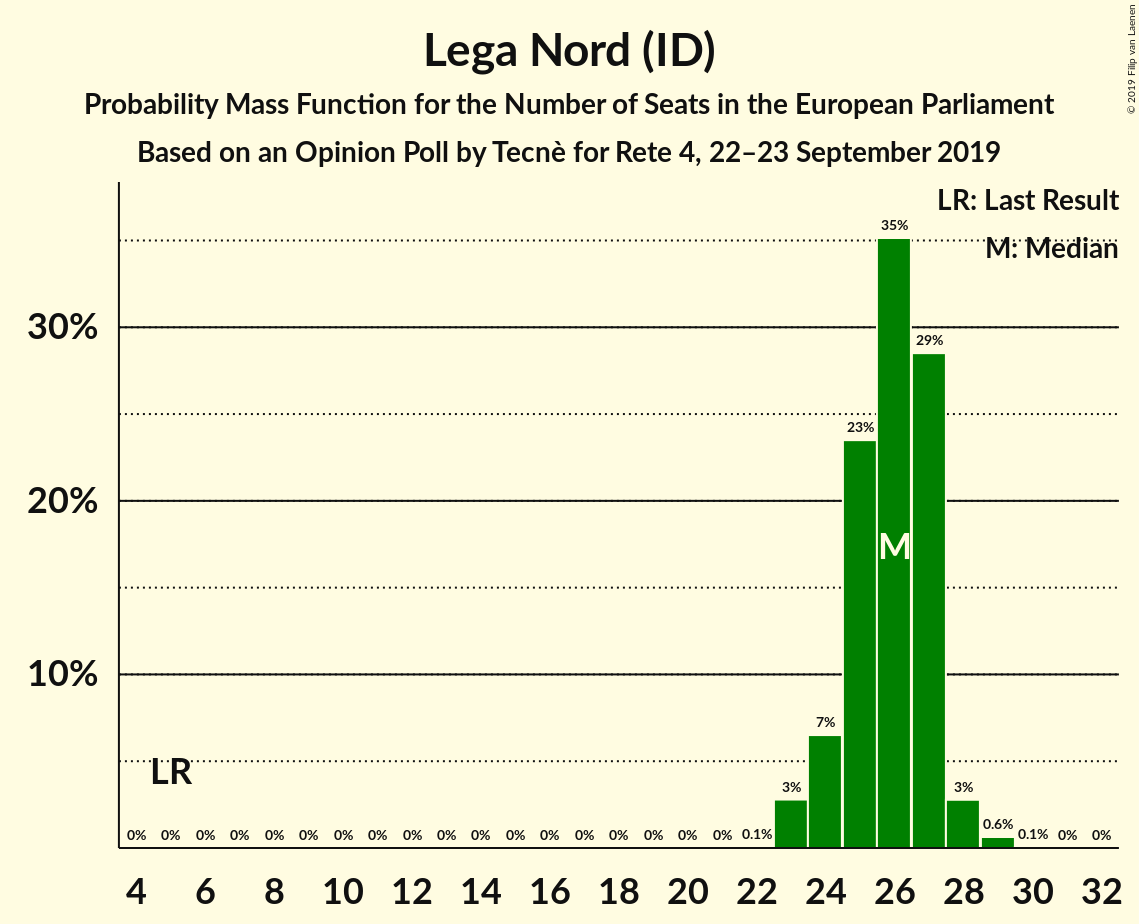 Lega Nord (ID)
Probability Mass Function for the Number of Seats in the European Parliament
Based on an Opinion Poll by Tecnè for Rete 4, 22–23 September 2019
© 2019 Filip van Laenen
LR: Last Result
M: Median
35%
30%
29%
23%
20%
M
10%
7%
LR
3% 3%
0% 0% 0% 0% 0% 0% 0% 0% 0% 0% 0% 0% 0% 0% 0% 0% 0% 0% 0.1% 0.6% 0.1% 0% 0%
4 6 8 10 12 14 16 18 20 22 24 26 28 30 32